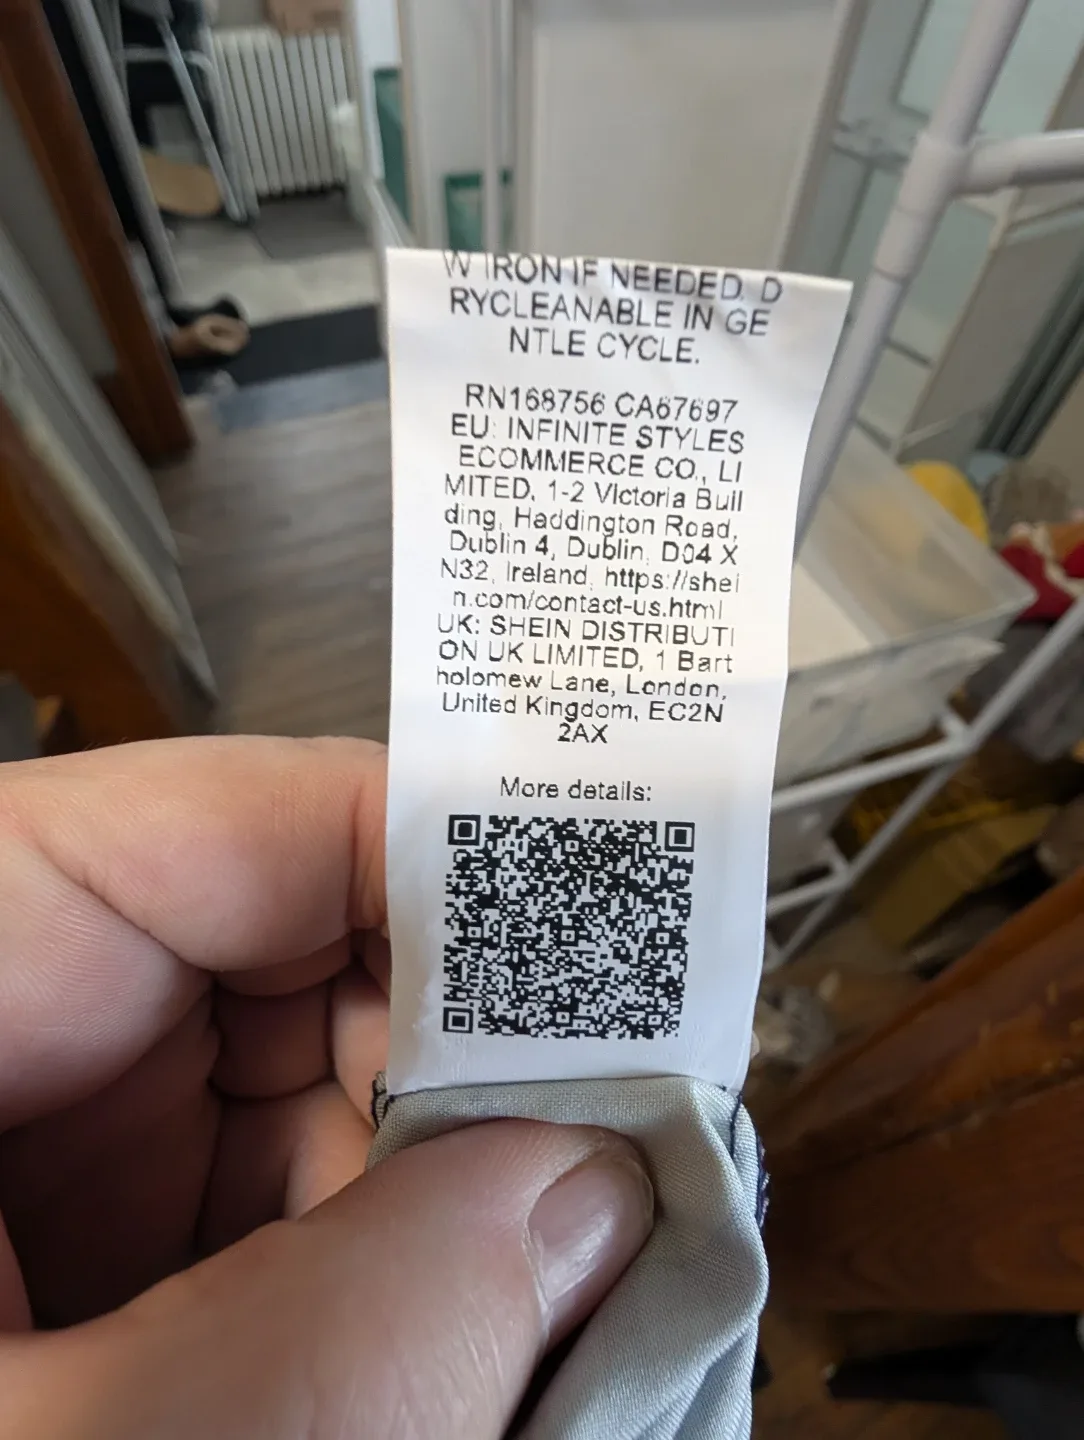 W IRON IF NEEDED. D
RYCLEANABLE IN GE
NTLE CYCLE.
RN168756 CA67697
EU: INFINITE STYLES
ECOMMERCE CO., LI
MITED, 1-2 Victoria Buil
ding, Haddington Road,
Dublin 4, Dublin, D04 X
N32, Ireland, https://shei
n.com/contact-us.html
UK: SHEIN DISTRIBUTI
ON UK LIMITED, 1 Bart
holomew Lane, London,
United Kingdom, EC2N
2AX
More details: